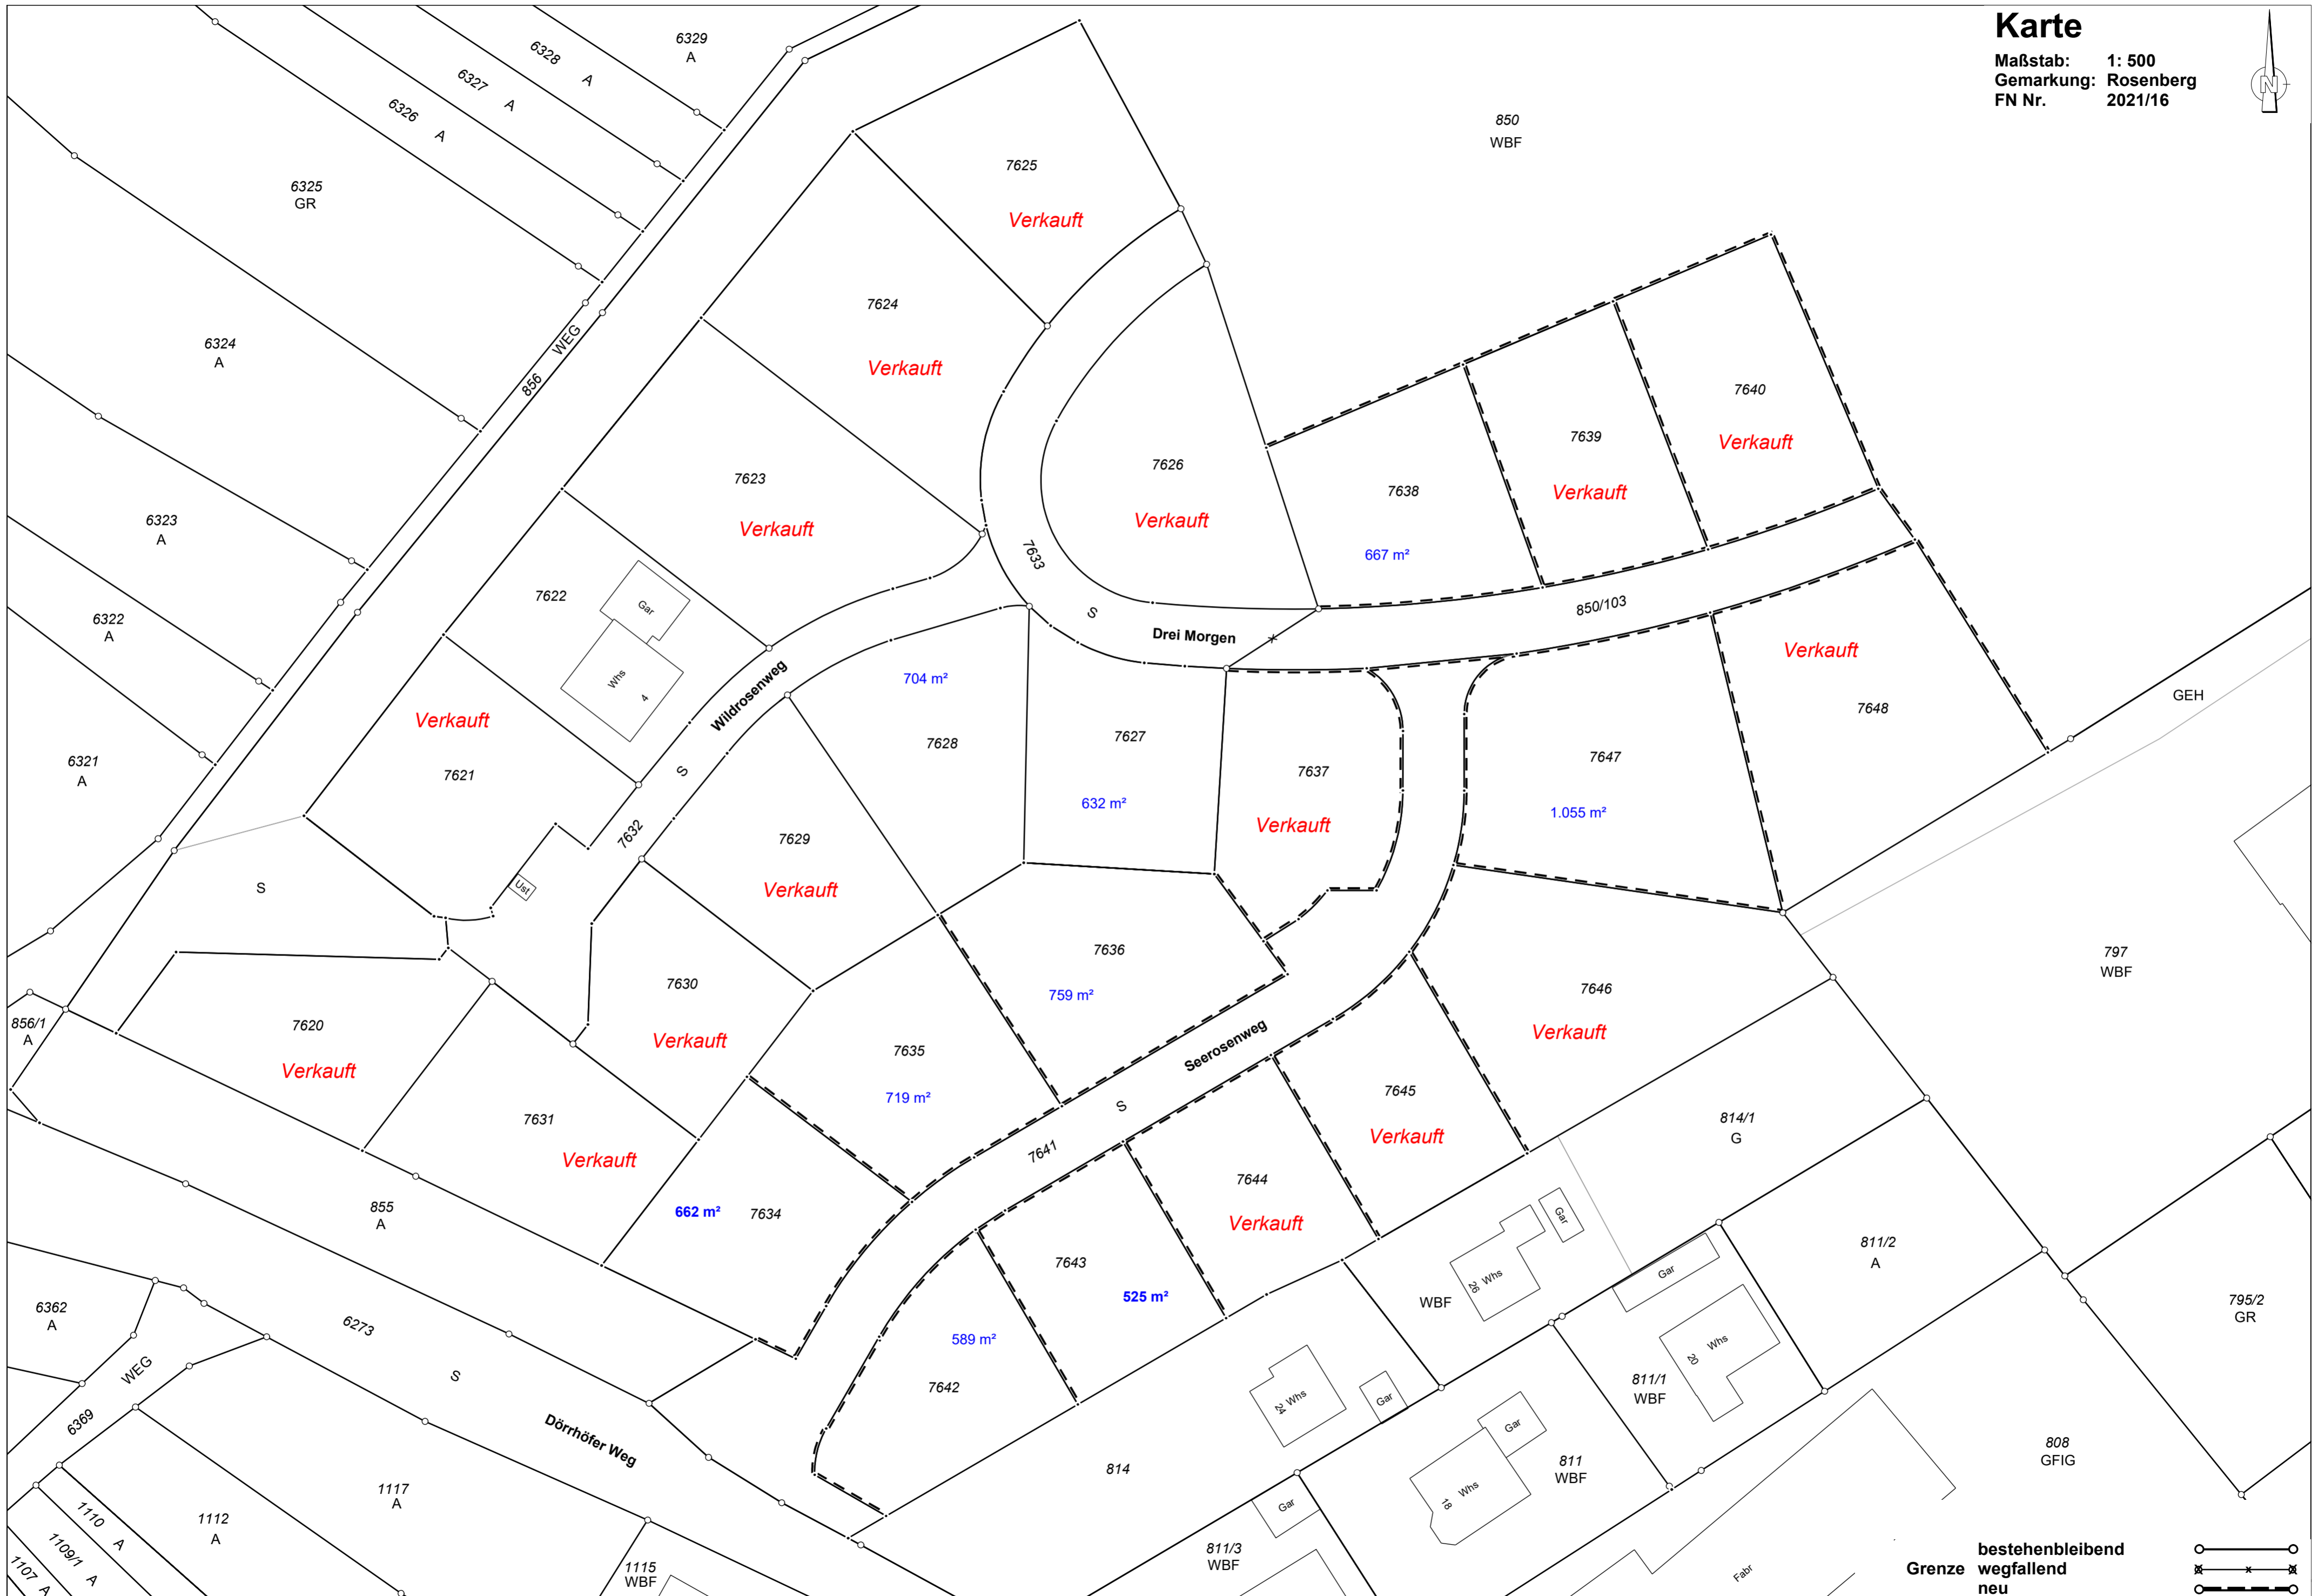 Karte
Maßstab: 1: 500
Gemarkung: Rosenberg
FN Nr. 2021/16
N
6329
A
6328 A
6327 A
6326 A
850
WBF
6325
GR
7625
Verkauft
7624
Verkauft
6324
A
WEG
856
7640
Verkauft
7639
Verkauft
7626
Verkauft
7638
667 m²
7623
Verkauft
6323
A
7633
S
Drei Morgen
850/103
7622
Gar
Whs
4
6322
A
Verkauft
7621
Wildrosenweg
S
7632
704 m²
7628
7627
632 m²
7637
Verkauft
7647
1.055 m²
Verkauft
7648
GEH
6321
A
7629
Verkauft
S
Ust
7636
759 m²
7646
Verkauft
797
WBF
856/1
A
7620
Verkauft
7630
Verkauft
7635
719 m²
Seerosenweg
S
7641
7645
Verkauft
7631
Verkauft
814/1
G
855
A
662 m²
7634
7644
Verkauft
7643
525 m²
589 m²
7642
WBF
26
Whs
Gar
Gar
811/2
A
795/2
GR
6362
A
6273
S
WEG
6369
Dörrhöfer Weg
24
Whs
Gar
20
Whs
811/1
WBF
814
Gar
18
Whs
811
WBF
808
GFIG
1117
A
1112
A
1110 A
1109/1 A
1107 A
1115
WBF
Gar
811/3
WBF
Fabr
bestehenbleibend
Grenze wegfallend
neu